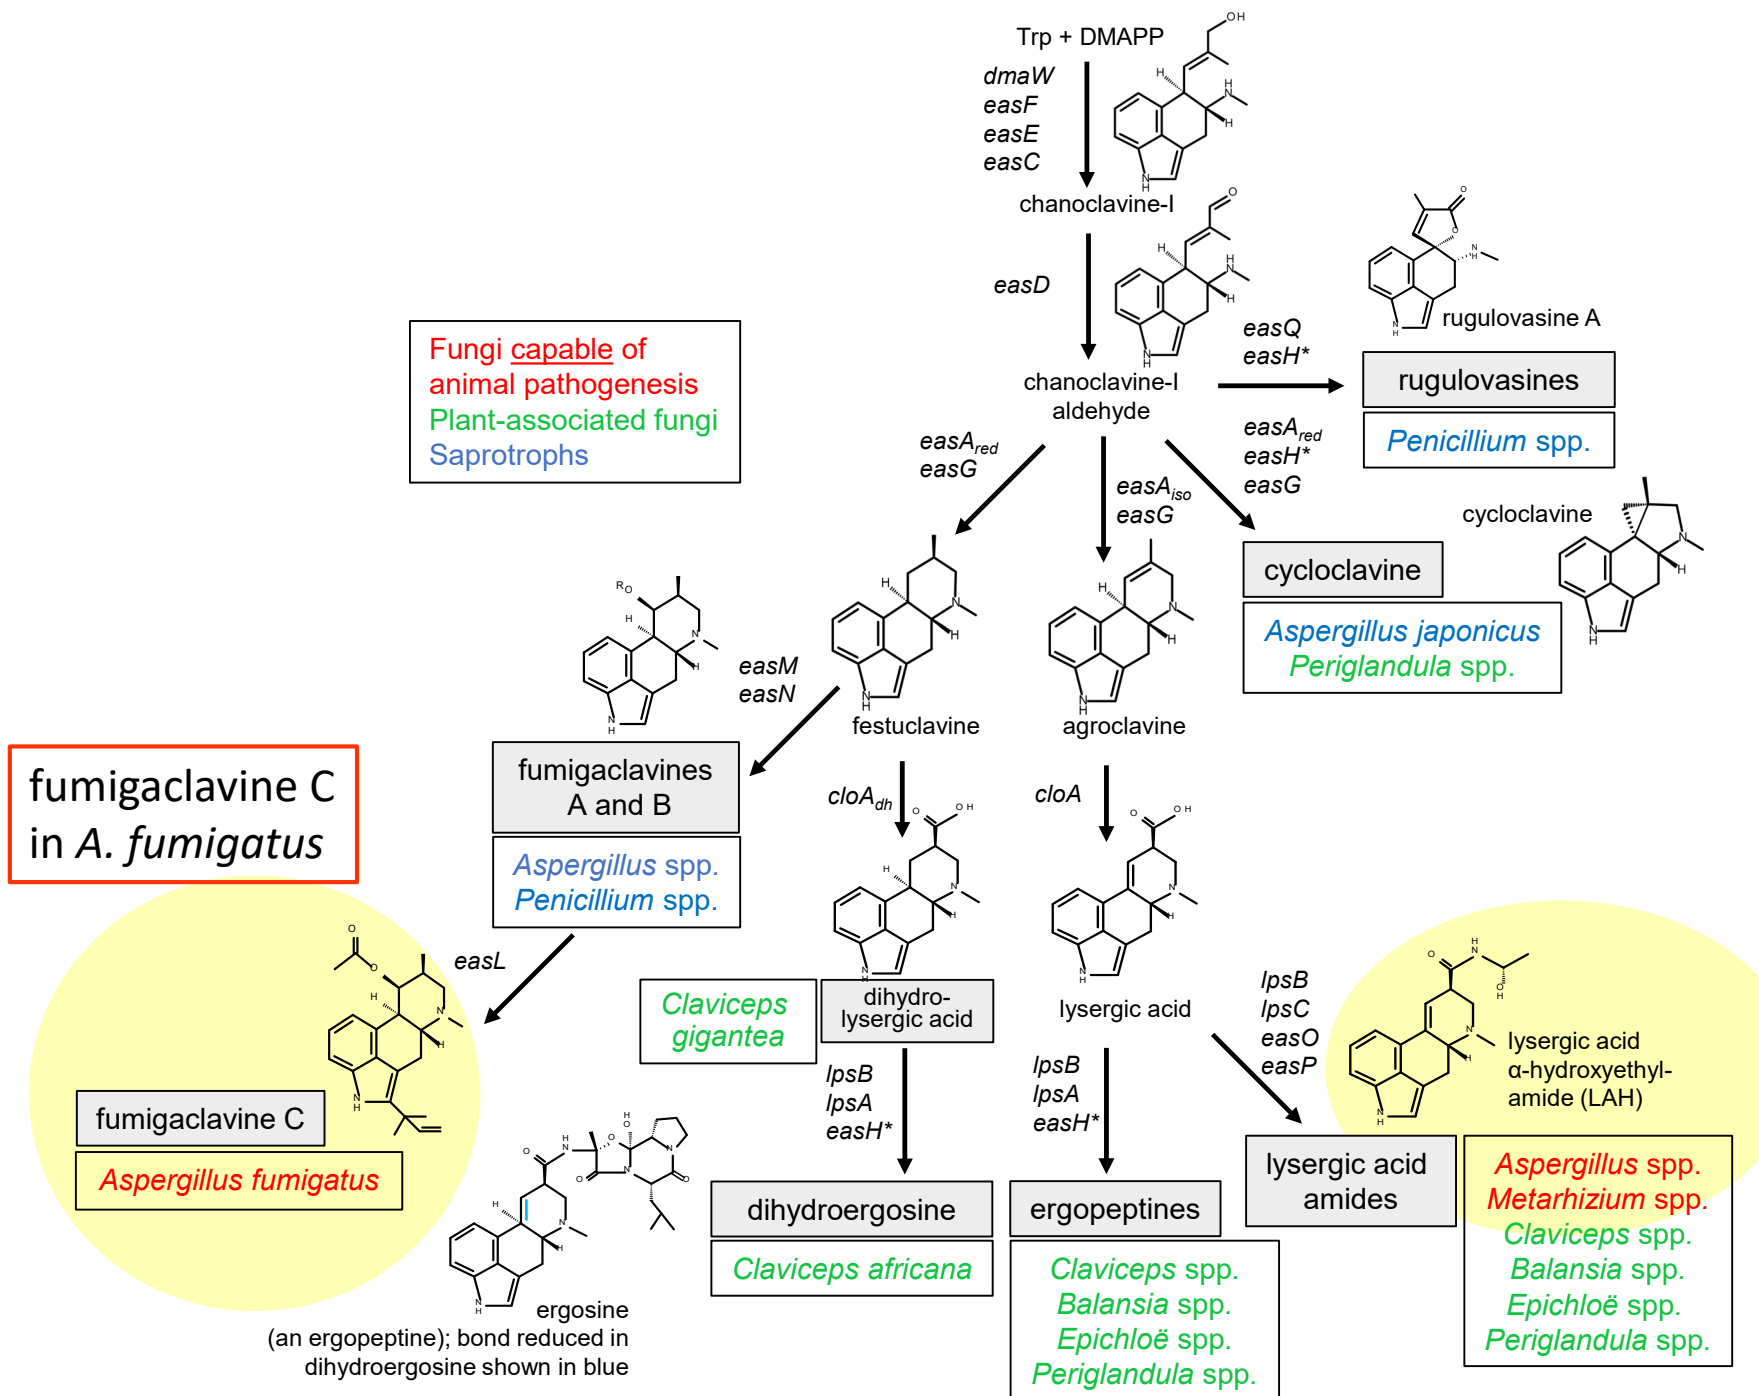 Trp + DMAPP
dmaW
easF
easE
easC
chanoclavine-I
easD
chanoclavine-I
aldehyde
easQ
easH*
rugulovasine A
rugulovasines
Penicillium spp.
Fungi capable of
animal pathogenesis
Plant-associated fungi
Saprotrophs
easAred
easG
easAiso
easG
easAred
easH*
easG
cycloclavine
cycloclavine
Aspergillus japonicus
Periglandula spp.
festuclavine
agroclavine
easM
easN
fumigaclavines
A and B
Aspergillus spp.
Penicillium spp.
fumigaclavine C
in A. fumigatus
easL
fumigaclavine C
Aspergillus fumigatus
cloAdh
cloA
Claviceps
gigantea
dihydro-
lysergic acid
lysergic acid
lpsB
lpsA
easH*
lpsB
lpsA
easH*
lpsB
lpsC
easO
easP
lysergic acid
α-hydroxyethyl-
amide (LAH)
dihydroergosine
Claviceps africana
ergopeptines
Claviceps spp.
Balansia spp.
Epichloë spp.
Periglandula spp.
lysergic acid
amides
Aspergillus spp.
Metarhizium spp.
Claviceps spp.
Balansia spp.
Epichloë spp.
Periglandula spp.
ergosine
(an ergopeptine); bond reduced in
dihydroergosine shown in blue